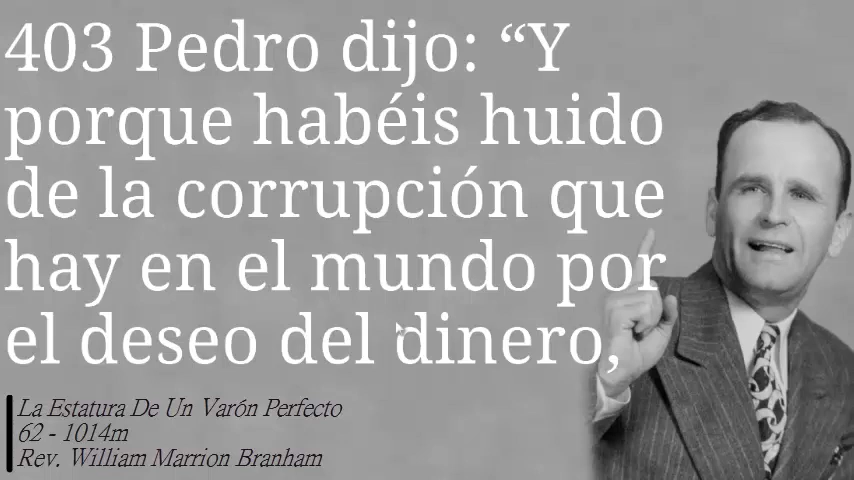 403 Pedro dijo: “Y
porque habéis huido
de la corrupción que
hay en el mundo por
el deseo del dinero,
La Estatura De Un Varón Perfecto
62 - 1014m
Rev. William Marrion Branham